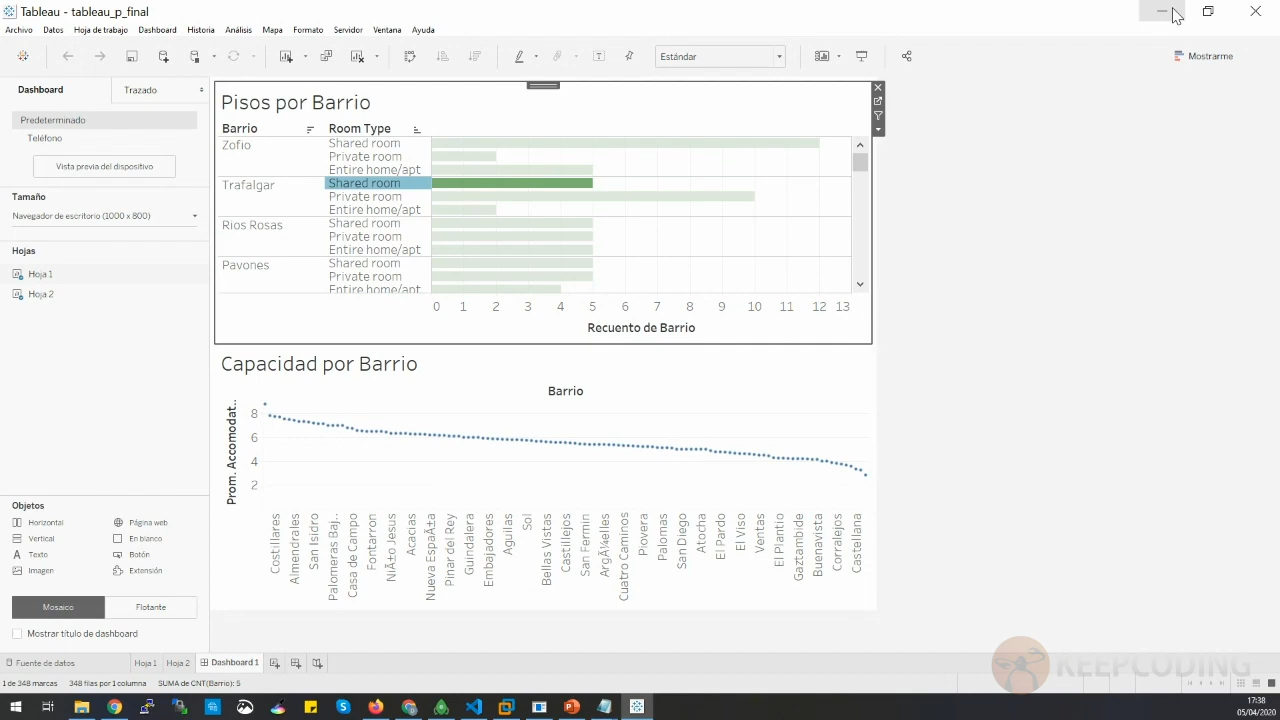 Tableau - tableau_p_final
Archivo Datos Hoja de trabajo Dashboard Historia Análisis Mapa Formato Servidor Ventana Ayuda
Estándar
Mostrarme
Dashboard
Trazado
Predeterminado
Teléfono
Vista previa del dispositivo
Tamaño
Navegador de escritorio (1000 x 800)
Hojas
Hoja 1
Hoja 2
Objetos
Horizontal
Página web
Vertical
En blanco
Texto
Botón
Imagen
Extensión
Mosaico
Flotante
Mostrar título de dashboard
Pisos por Barrio
Barrio
Room Type
Zofio
Shared room
Private room
Entire home/apt
Trafalgar
Shared room
Private room
Entire home/apt
Rios Rosas
Shared room
Private room
Entire home/apt
Pavones
Shared room
Private room
Entire home/apt
0 1 2 3 4 5 6 7 8 9 10 11 12 13
Recuento de Barrio
Capacidad por Barrio
Barrio
Prom. Accomodat..
8
6
4
2
Costillares
Almendrales
San Isidro
Palomeras Baj..
Casa de Campo
Fontarron
NiÃ±o Jesus
Acacias
Nueva EspaÃ±a
Pinar del Rey
Guindalera
Embajadores
Aguilas
Sol
Bellas Vistas
Castillejos
San Fermin
ArgÃ¼elles
Cuatro Caminos
Piovera
Palomas
San Diego
Atocha
El Pardo
El Viso
Ventas
El Plantio
Gaztambide
Buenavista
Corralejos
Castellana
Fuente de datos
Hoja 1
Hoja 2
Dashboard 1
KEEPCODING
1 de 348 marcas
348 filas por 1 columna
SUMA de CNT(Barrio): 5
17:38
05/04/2020